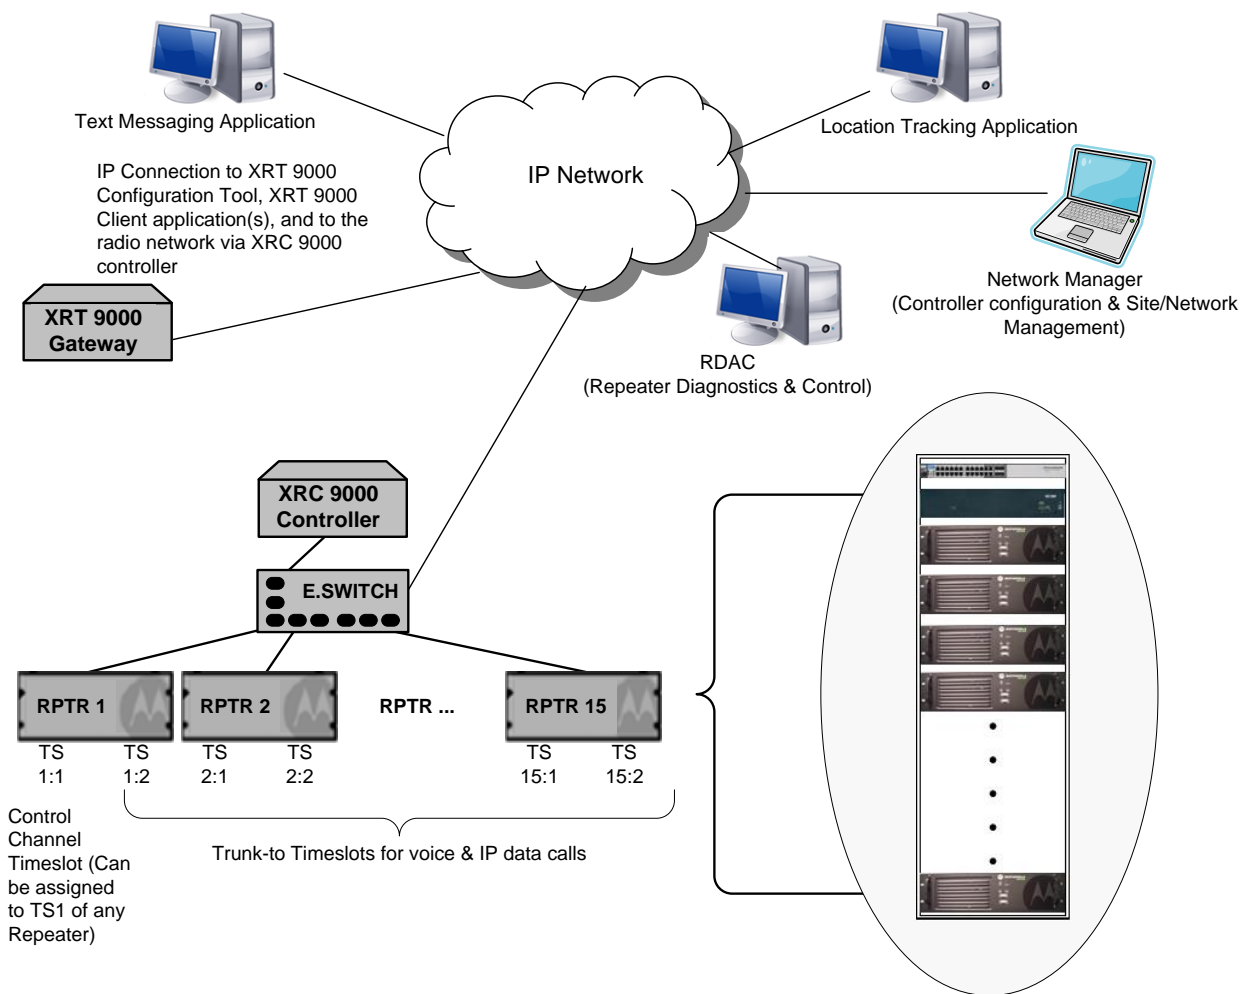 Text Messaging Application
Location Tracking Application
IP Connection to XRT 9000
Configuration Tool, XRT 9000
Client application(s), and to the
radio network via XRC 9000
controller
IP Network
XRT 9000
Gateway
Network Manager
(Controller configuration & Site/Network
Management)
RDAC
(Repeater Diagnostics & Control)
XRC 9000
Controller
E.SWITCH
RPTR 1
RPTR 2
RPTR ...
RPTR 15
TS
1:1
TS
1:2
TS
2:1
TS
2:2
TS
15:1
TS
15:2
Control
Channel
Timeslot (Can
be assigned
to TS1 of any
Repeater)
Trunk-to Timeslots for voice & IP data calls